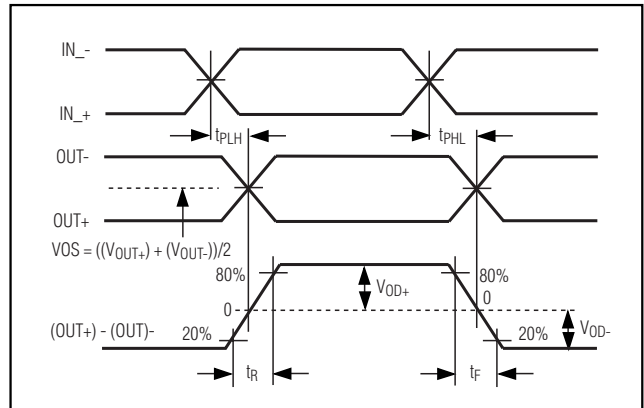 IN_-
IN_+
tPLH
tPHL
OUT-
OUT+
VOS = ((VOUT+) + (VOUT-))/2
80%
VOD+
80%
0
0
(OUT+) - (OUT)-
20%
20%
VOD-
tR
tF